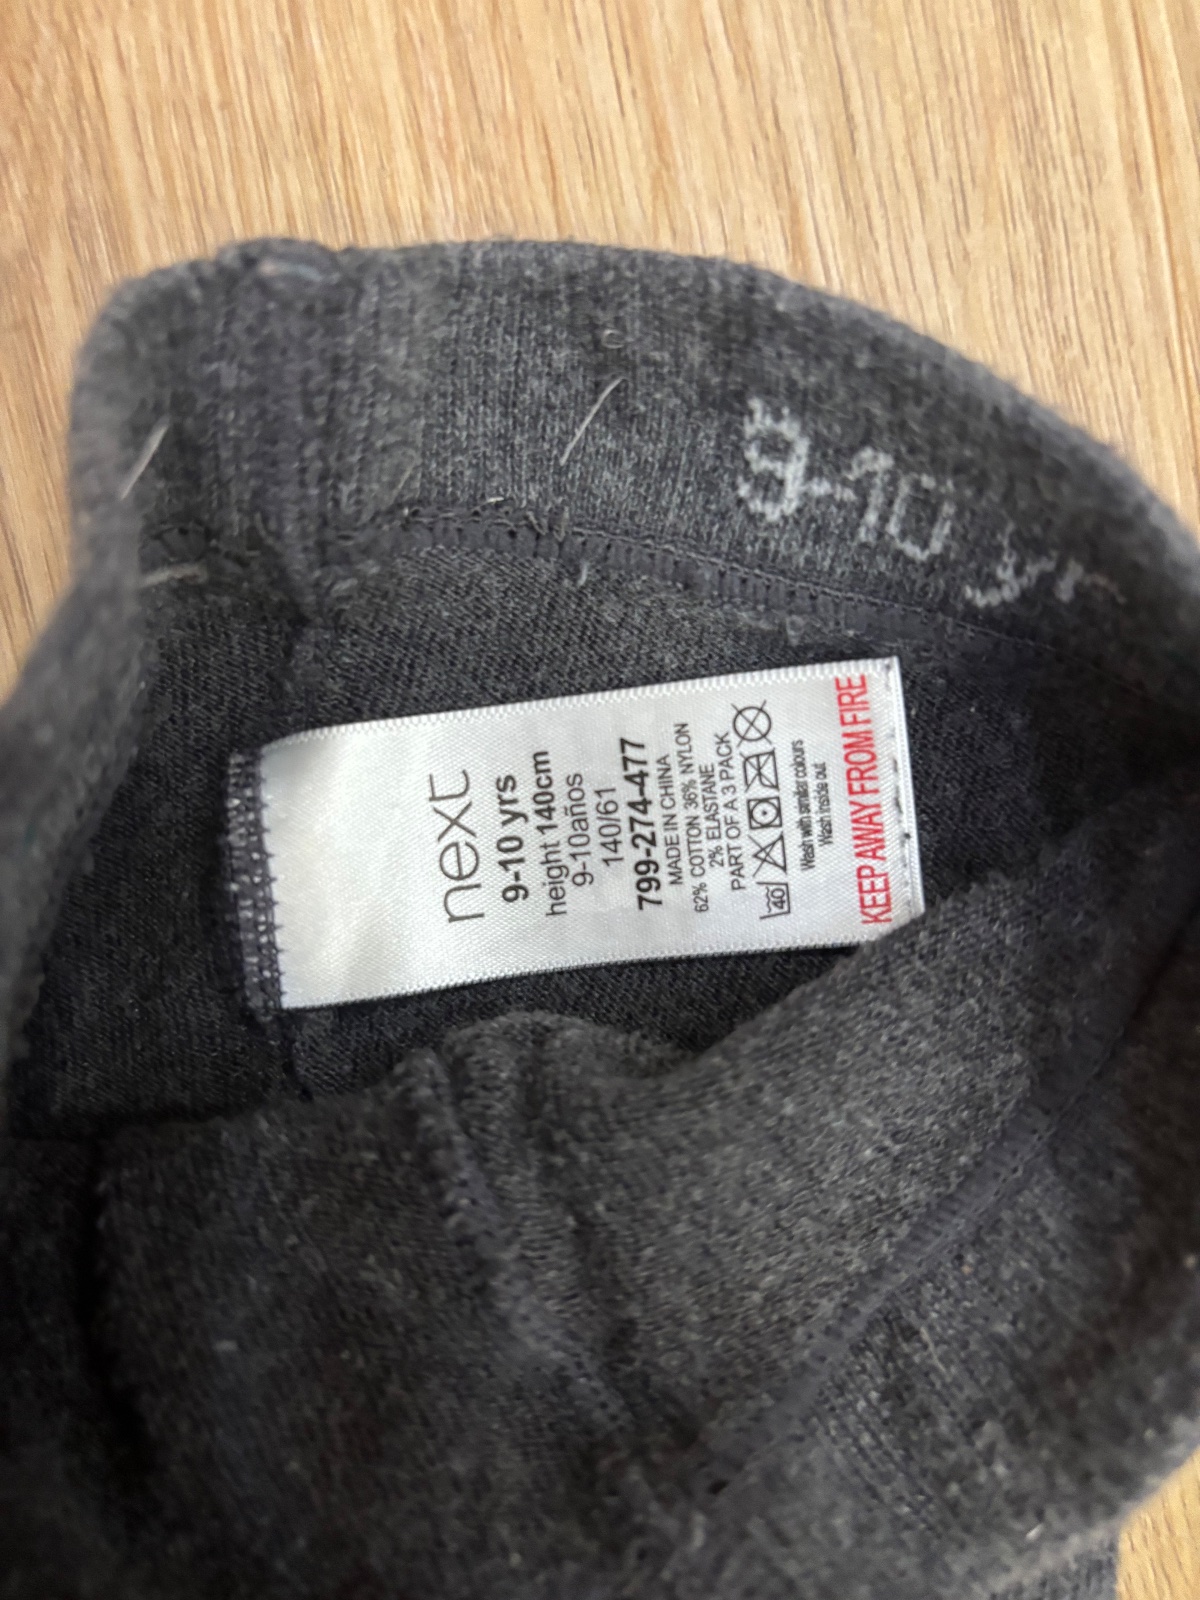 9-10 yr
next
9-10 yrs
height 140cm
9-10años
140/61
799-274-477
MADE IN CHINA
62% COTTON 36% NYLON
2% ELASTANE
PART OF A 3 PACK
40
Wash with similar colours
Wash inside out
KEEP AWAY FROM FIRE